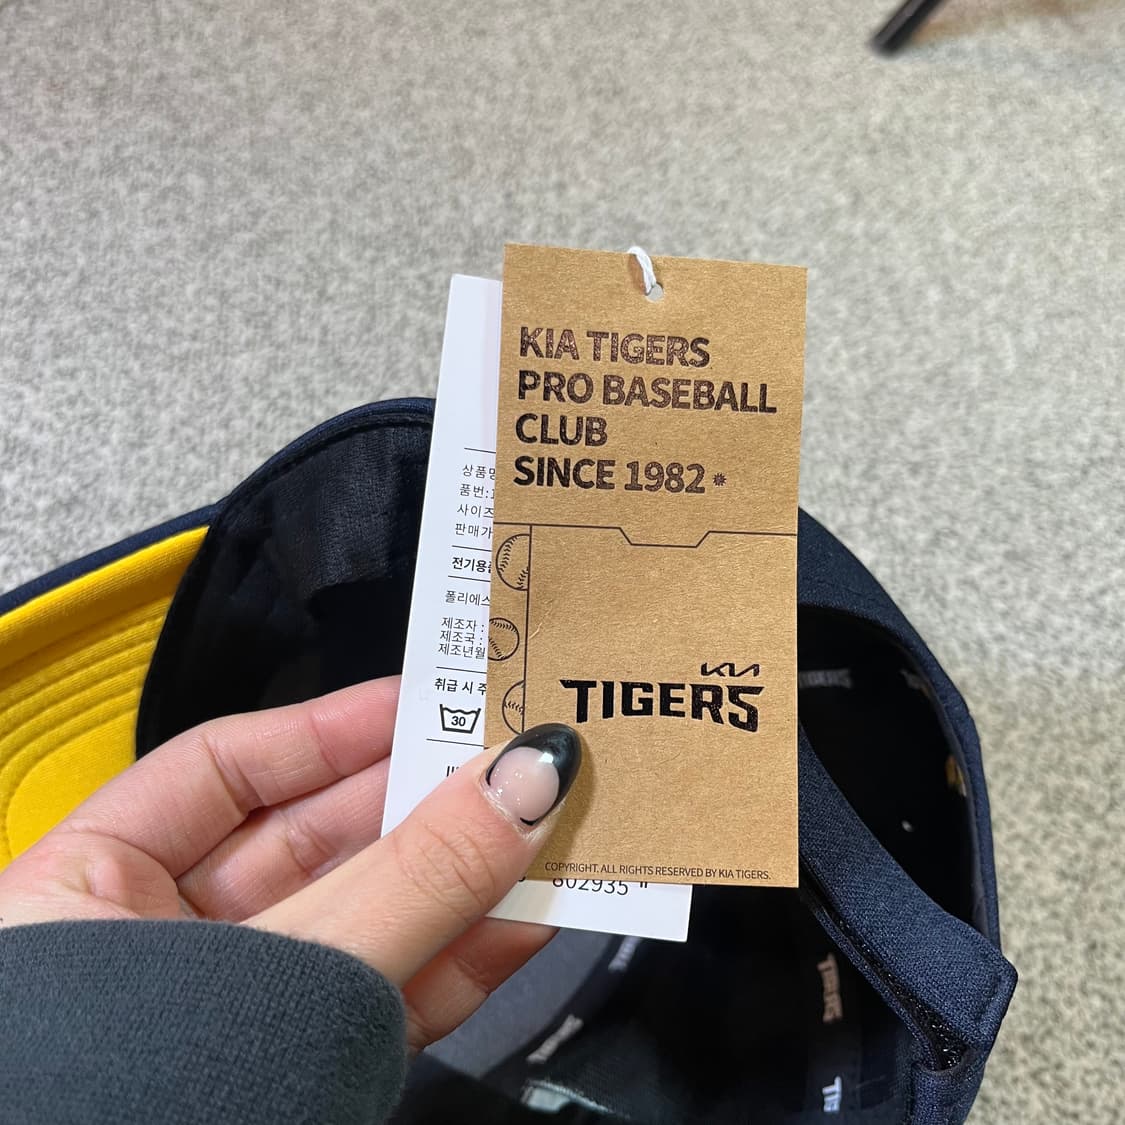 KIA TIGERS
PRO BASEBALL
CLUB
SINCE 1982
KIA
TIGERS
COPYRIGHT. ALL RIGHTS RESERVED BY KIA TIGERS.
상품명
품번:
사이즈
판매가
전기용품
폴리에스
제조자 :
제조국 :
제조년월
취급 시 주
30
802935
TIGERS